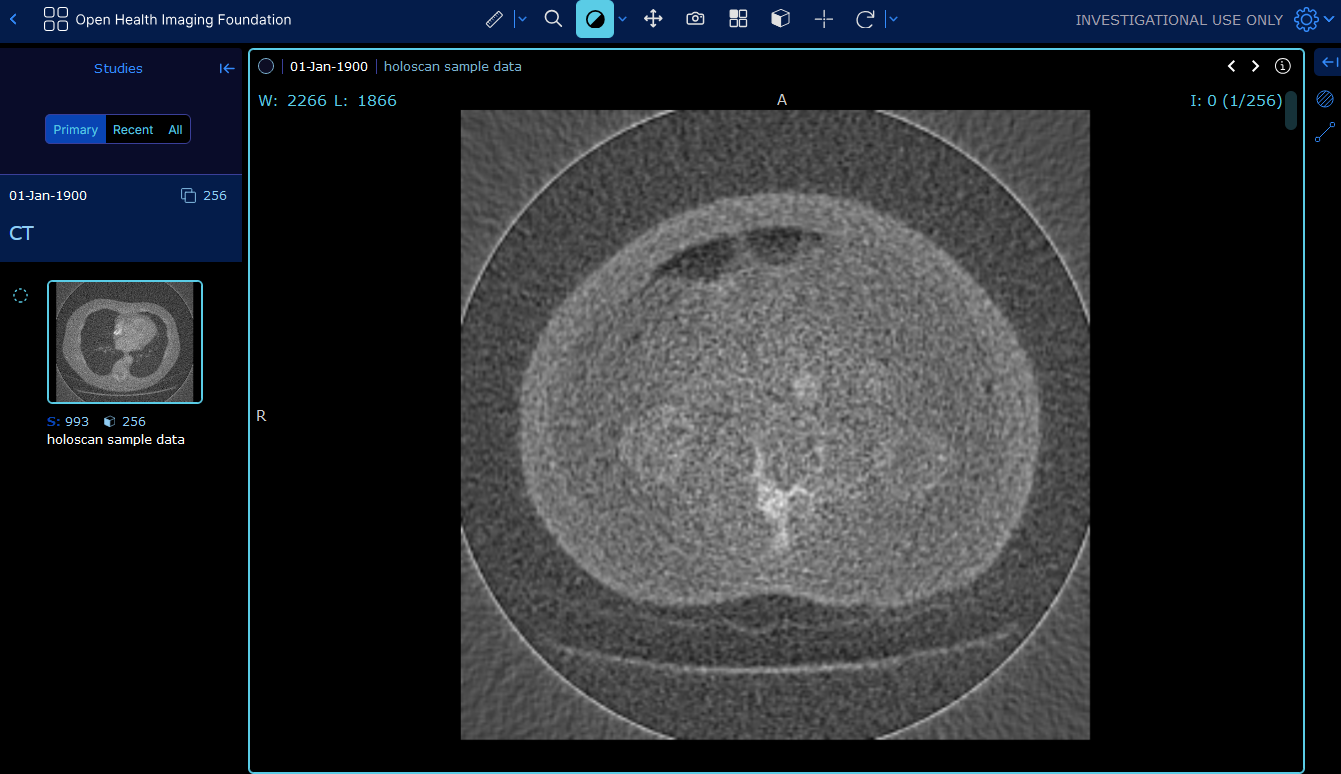 Open Health Imaging Foundation
INVESTIGATIONAL USE ONLY
Studies
Primary Recent All
01-Jan-1900 256
CT
S: 993 256
holoscan sample data
01-Jan-1900 holoscan sample data
W: 2266 L: 1866
A
I: 0 (1/256)
R